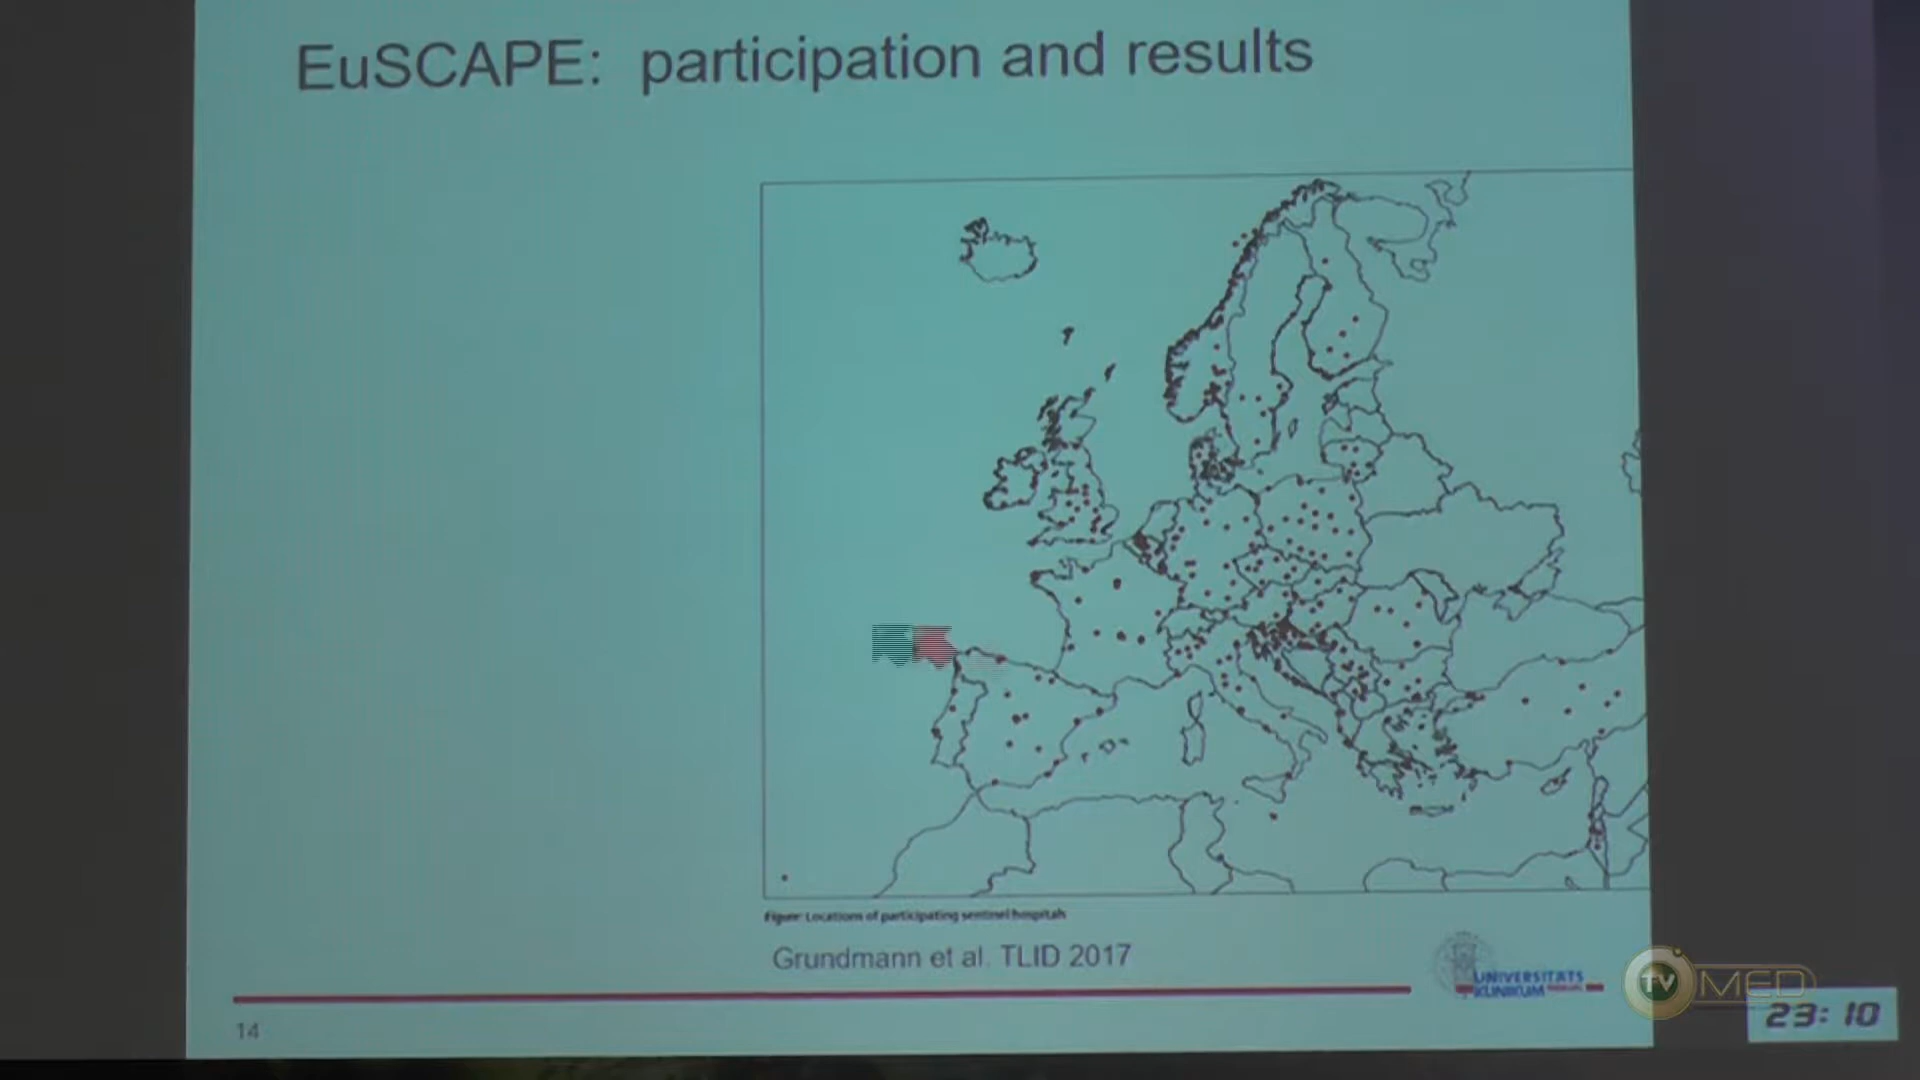 EuSCAPE: participation and results
Figure: Locations of participating sentinel hospitals
Grundmann et al. TLID 2017
UNIVERSITATS
KLINIKUM
14
TV MED
23: 10